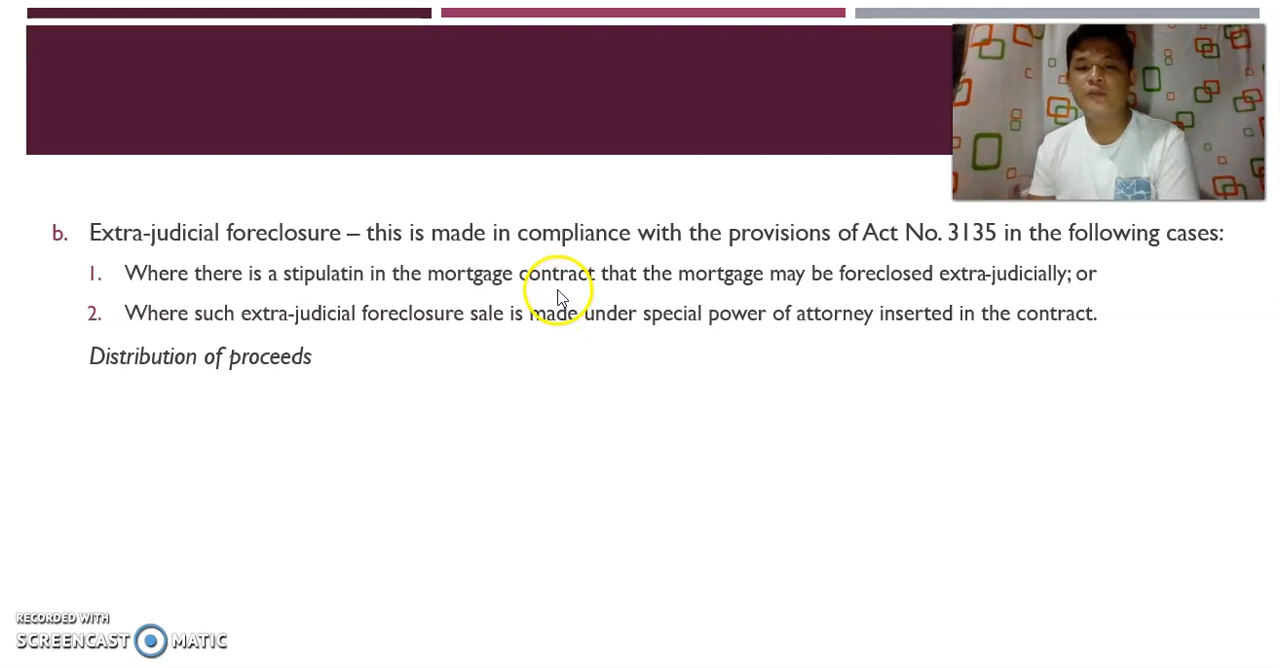 b. Extra-judicial foreclosure – this is made in compliance with the provisions of Act No. 3135 in the following cases:
1. Where there is a stipulatin in the mortgage contract that the mortgage may be foreclosed extra-judicially; or
2. Where such extra-judicial foreclosure sale is made under special power of attorney inserted in the contract.
Distribution of proceeds
RECORDED WITH
SCREENCAST MATIC